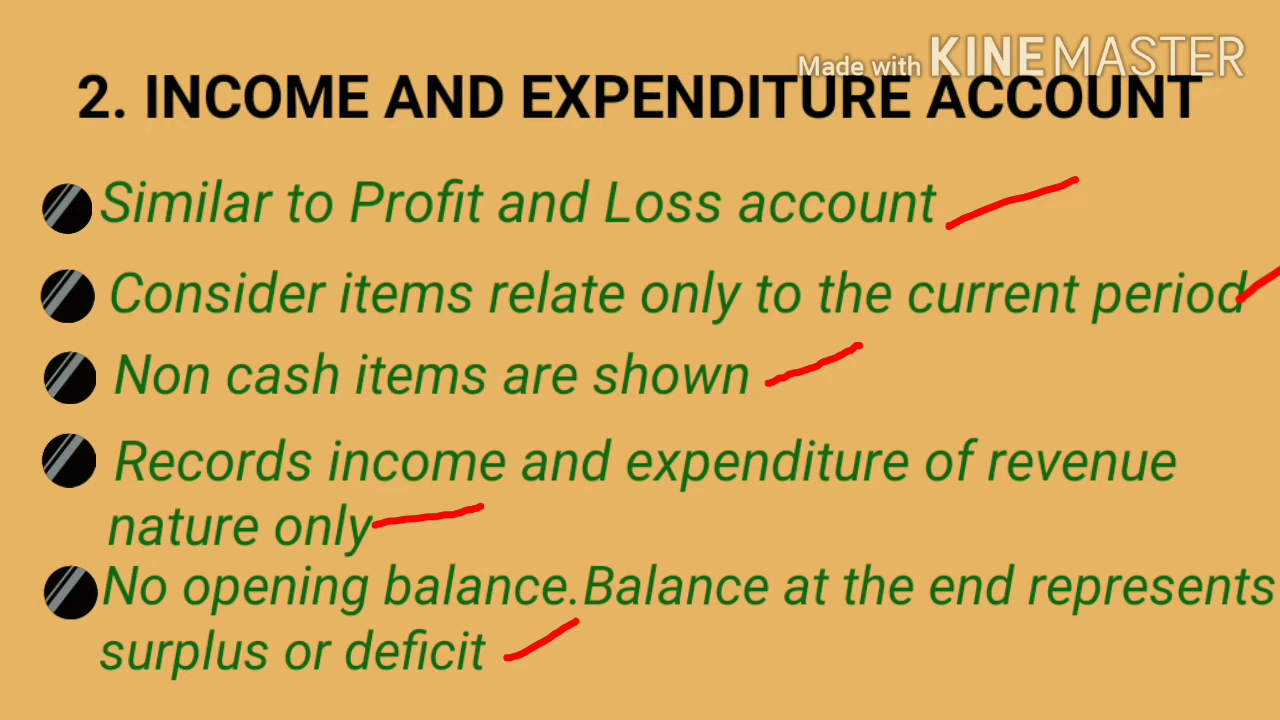 Made with KINEMASTER
2. INCOME AND EXPENDITURE ACCOUNT
Similar to Profit and Loss account
Consider items relate only to the current period
Non cash items are shown
Records income and expenditure of revenue
nature only
No opening balance.Balance at the end represents
surplus or deficit